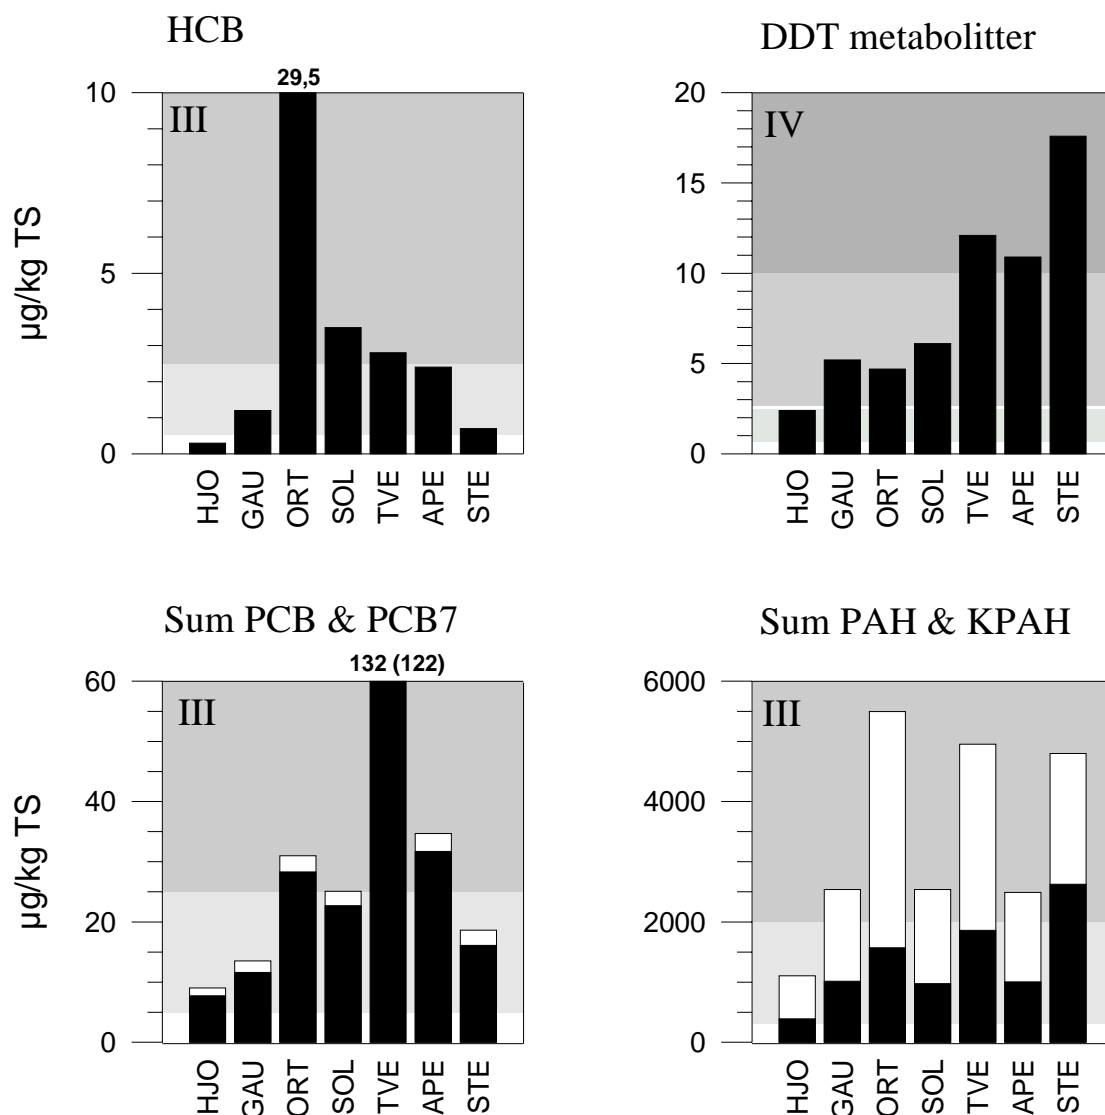 HCB
29,5
III
10
5
0
µg/kg TS
HJO
GAU
ORT
SOL
TVE
APE
STE
DDT metabolitter
IV
20
15
10
5
0
HJO
GAU
ORT
SOL
TVE
APE
STE
Sum PCB & PCB7
132 (122)
III
60
40
20
0
µg/kg TS
HJO
GAU
ORT
SOL
TVE
APE
STE
Sum PAH & KPAH
III
6000
4000
2000
0
HJO
GAU
ORT
SOL
TVE
APE
STE